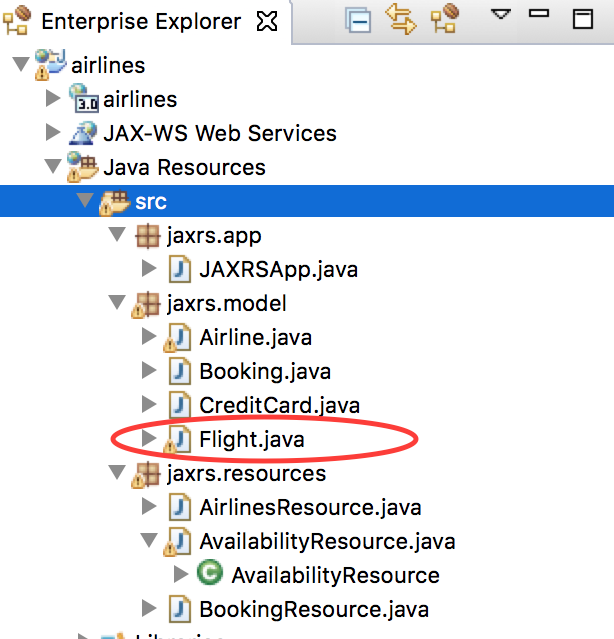 Enterprise Explorer
airlines
3.0 airlines
JAX-WS Web Services
Java Resources
src
jaxrs.app
J JAXRSApp.java
jaxrs.model
J Airline.java
J Booking.java
J CreditCard.java
J Flight.java
jaxrs.resources
J AirlinesResource.java
J AvailabilityResource.java
C AvailabilityResource
J BookingResource.java
Libraries